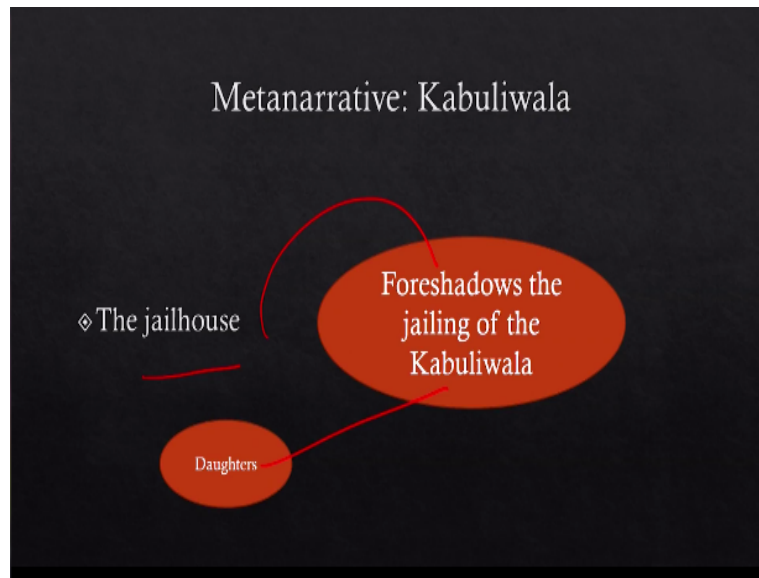 Metanarrative: Kabuliwala
The jailhouse
Foreshadows the
jailing of the
Kabuliwala
Daughters